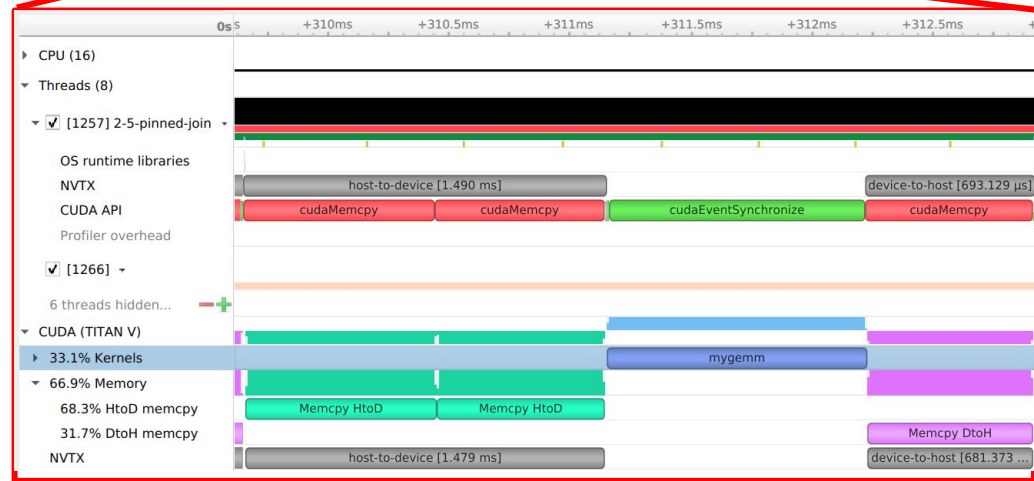 0s s +310ms +310.5ms +311ms +311.5ms +312ms +312.5ms
CPU (16)
Threads (8)
[1257] 2-5-pinned-join
OS runtime libraries
NVTX host-to-device [1.490 ms] device-to-host [693.129 μs]
CUDA API cudaMemcpy cudaMemcpy cudaEventSynchronize cudaMemcpy
Profiler overhead
[1266]
6 threads hidden...
CUDA (TITAN V)
33.1% Kernels mygemm
66.9% Memory
68.3% HtoD memcpy Memcpy HtoD Memcpy HtoD
31.7% DtoH memcpy Memcpy DtoH
NVTX host-to-device [1.479 ms] device-to-host [681.373 ...